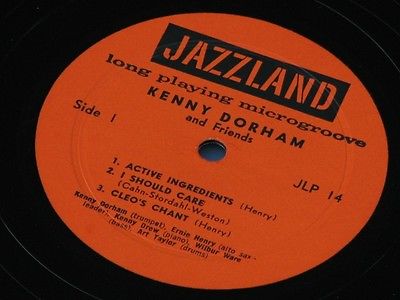 JAZZLAND
long playing microgroove
KENNY DORHAM
and Friends
Side 1
JLP 14
1. ACTIVE INGREDIENTS (Henry)
2. I SHOULD CARE
(Cahn-Stordahl-Weston)
3. CLEO'S CHANT (Henry)
Kenny Dorham (trumpet), Ernie Henry (alto sax -
leader), Kenny Drew (piano), Wilbur Ware
(bass), Art Taylor (drums)